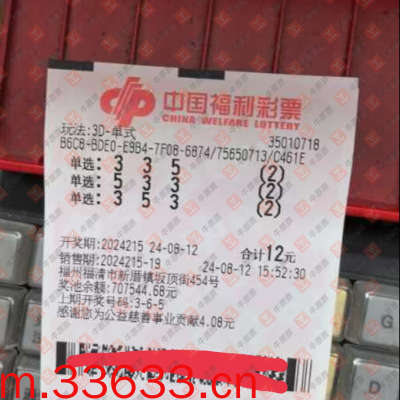 中国福利彩票
CHINA WELFARE LOTTERY
玩法:3D-单式 35010718
B6C8-BDE0-E9B4-7F08-6874/75650713/C461E
单选: 3 3 5 (2)
单选: 5 3 3 (2)
单选: 3 5 3 (2)
开奖期:2024215 24-08-12 合计12元
销售期:2024215-19 24-08-12 15:52:30
福州福清市新厝镇坂顶街454号
奖池余额:707544.68元
上期开奖号码:3-6-5
感谢您为公益慈善事业贡献4.08元
m.33633.cn